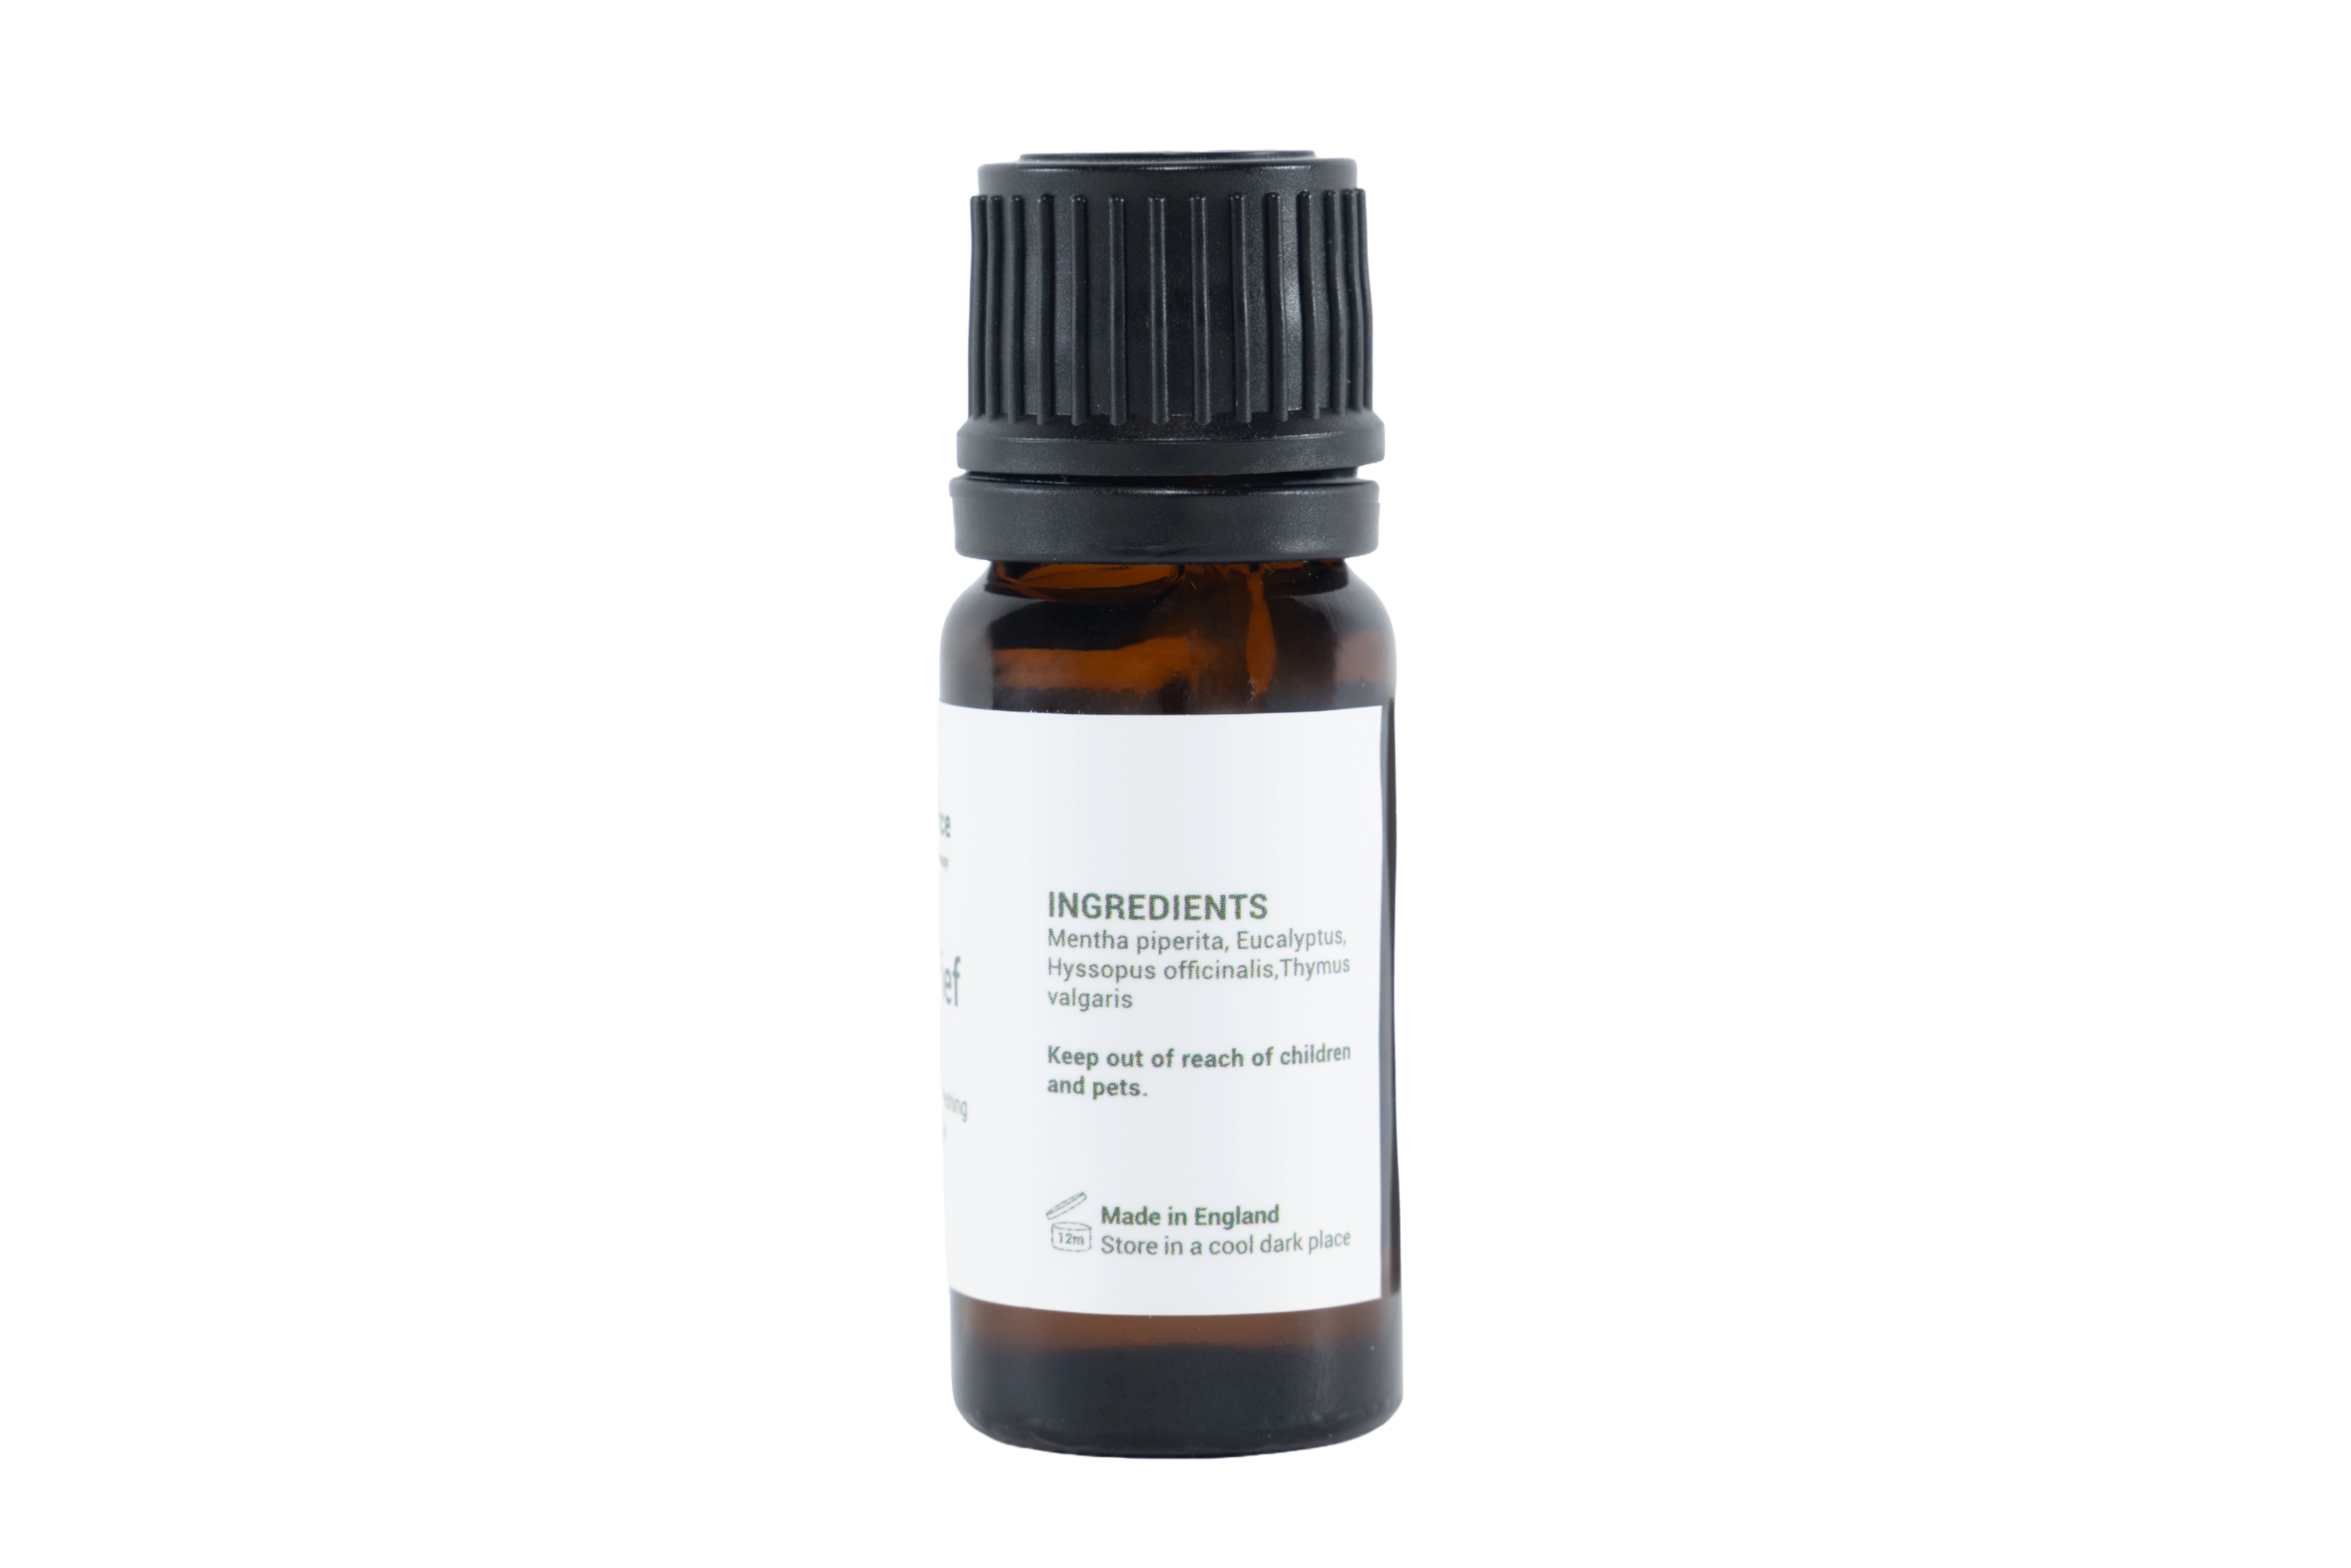 INGREDIENTS
Mentha piperita, Eucalyptus,
Hyssopus officinalis,Thymus
valgaris
Keep out of reach of children
and pets.
12m
Made in England
Store in a cool dark place